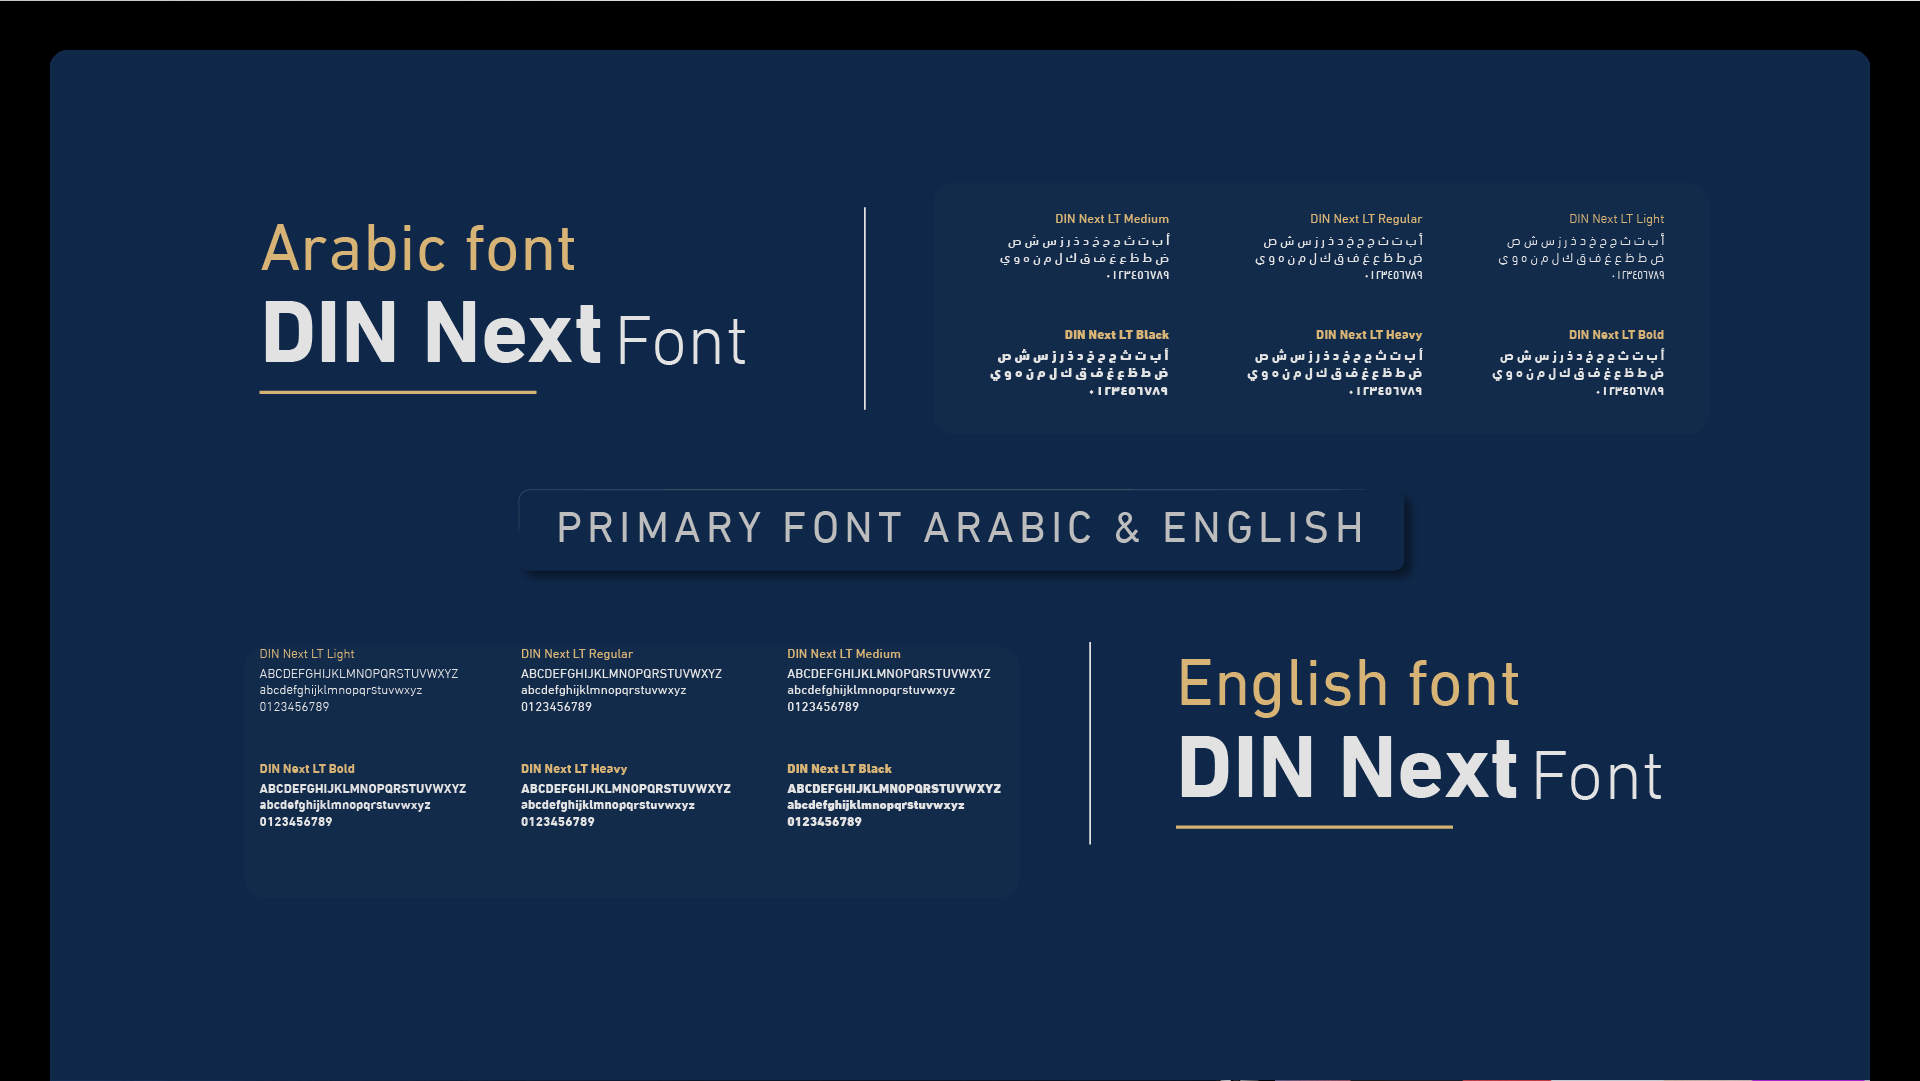 Arabic font
DIN Next Font
DIN Next LT Medium
أ ب ت ث ج ح خ د ذ ر ز س ش ص
ض ط ظ ع غ ف ق ك ل م ن ه و ي
٠١٢٣٤٥٦٧٨٩
DIN Next LT Regular
أ ب ت ث ج ح خ د ذ ر ز س ش ص
ض ط ظ ع غ ف ق ك ل م ن ه و ي
٠١٢٣٤٥٦٧٨٩
DIN Next LT Light
أ ب ت ث ج ح خ د ذ ر ز س ش ص
ض ط ظ ع غ ف ق ك ل م ن ه و ي
٠١٢٣٤٥٦٧٨٩
DIN Next LT Black
أ ب ت ث ج ح خ د ذ ر ز س ش ص
ض ط ظ ع غ ف ق ك ل م ن ه و ي
٠١٢٣٤٥٦٧٨٩
DIN Next LT Heavy
أ ب ت ث ج ح خ د ذ ر ز س ش ص
ض ط ظ ع غ ف ق ك ل م ن ه و ي
٠١٢٣٤٥٦٧٨٩
DIN Next LT Bold
أ ب ت ث ج ح خ د ذ ر ز س ش ص
ض ط ظ ع غ ف ق ك ل م ن ه و ي
٠١٢٣٤٥٦٧٨٩
PRIMARY FONT ARABIC & ENGLISH
DIN Next LT Light
ABCDEFGHIJKLMNOPQRSTUVWXYZ
abcdefghijklmnopqrstuvwxyz
0123456789
DIN Next LT Regular
ABCDEFGHIJKLMNOPQRSTUVWXYZ
abcdefghijklmnopqrstuvwxyz
0123456789
DIN Next LT Medium
ABCDEFGHIJKLMNOPQRSTUVWXYZ
abcdefghijklmnopqrstuvwxyz
0123456789
DIN Next LT Bold
ABCDEFGHIJKLMNOPQRSTUVWXYZ
abcdefghijklmnopqrstuvwxyz
0123456789
DIN Next LT Heavy
ABCDEFGHIJKLMNOPQRSTUVWXYZ
abcdefghijklmnopqrstuvwxyz
0123456789
DIN Next LT Black
ABCDEFGHIJKLMNOPQRSTUVWXYZ
abcdefghijklmnopqrstuvwxyz
0123456789
English font
DIN Next Font